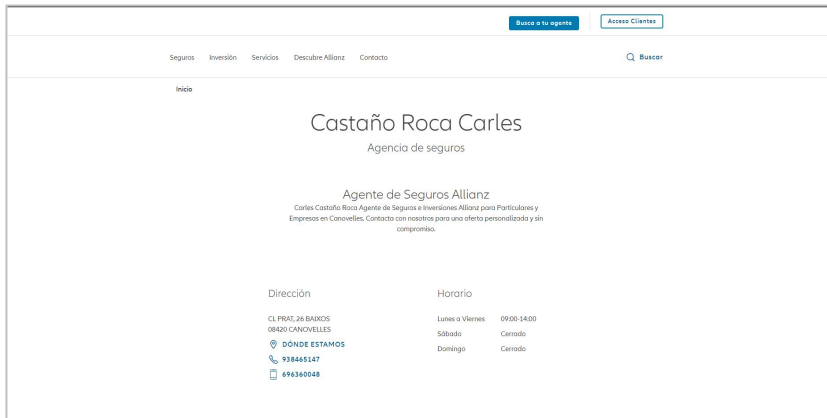 Busca a tu agente
Acceso Clientes
Seguros Inversión Servicios Descubre Allianz Contacto
Buscar
Inicio
Castaño Roca Carles
Agencia de seguros
Agente de Seguros Allianz
Carles Castaño Roca Agente de Seguros e Inversiones Allianz para Particulares y
Empresas en Canovelles. Contacta con nosotros para una oferta personalizada y sin
compromiso.
Dirección
CL PRAT, 26 BAIXOS
08420 CANOVELLES
DÓNDE ESTAMOS
938465147
696360048
Horario
Lunes a Viernes 09:00-14:00
Sábado Cerrado
Domingo Cerrado